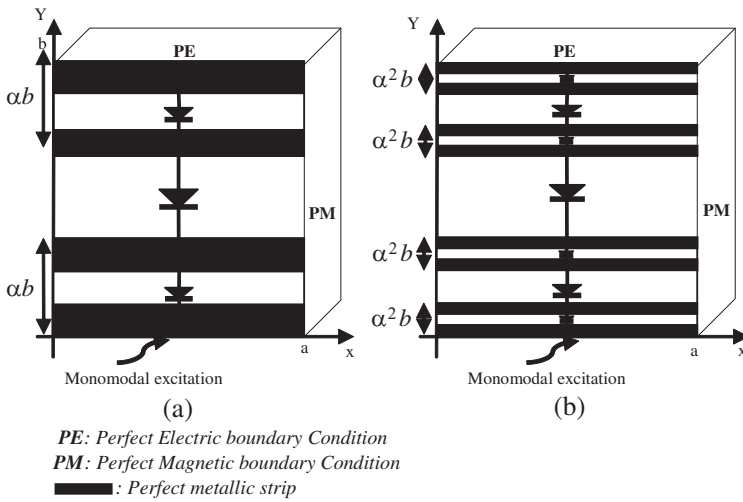 Y
b
PE
αb
PM
αb
a
x
Monomodal excitation
(a)
Y
PE
α²b
α²b
PM
α²b
α²b
a
x
Monomodal excitation
(b)
PE: Perfect Electric boundary Condition
PM: Perfect Magnetic boundary Condition
: Perfect metallic strip